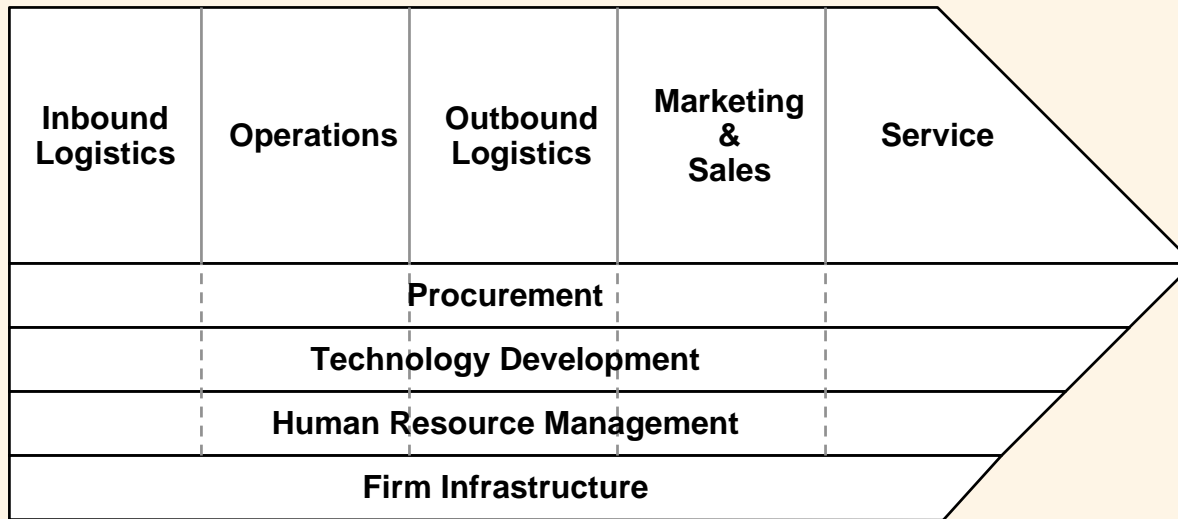 Inbound
Logistics
Operations
Outbound
Logistics
Marketing
&
Sales
Service
Procurement
Technology Development
Human Resource Management
Firm Infrastructure